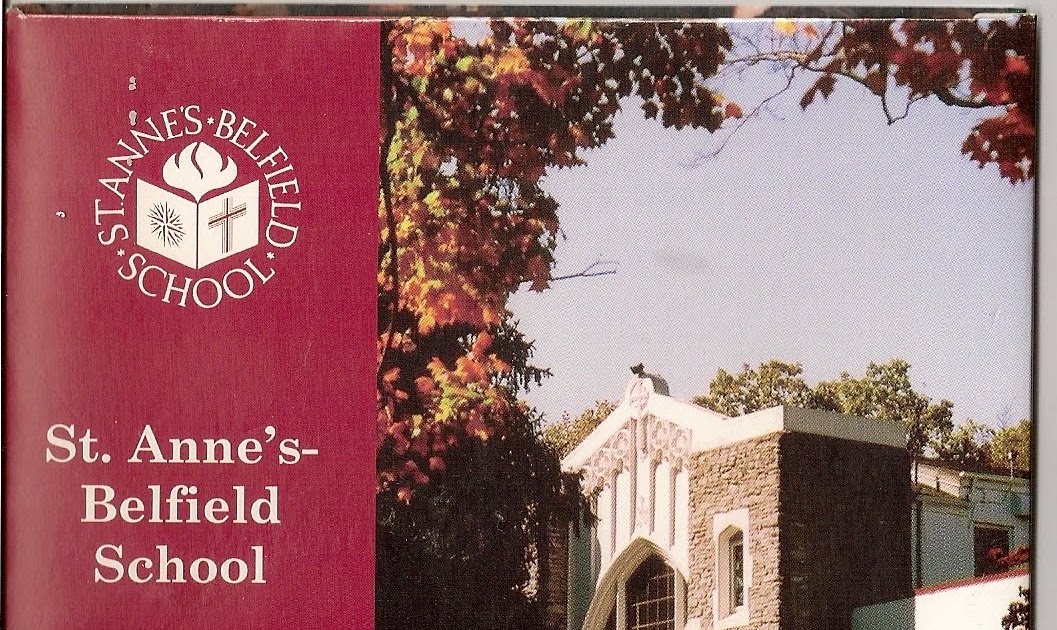 ST. ANNE'S · BELFIELD · SCHOOL ·
St. Anne's-
Belfield
School